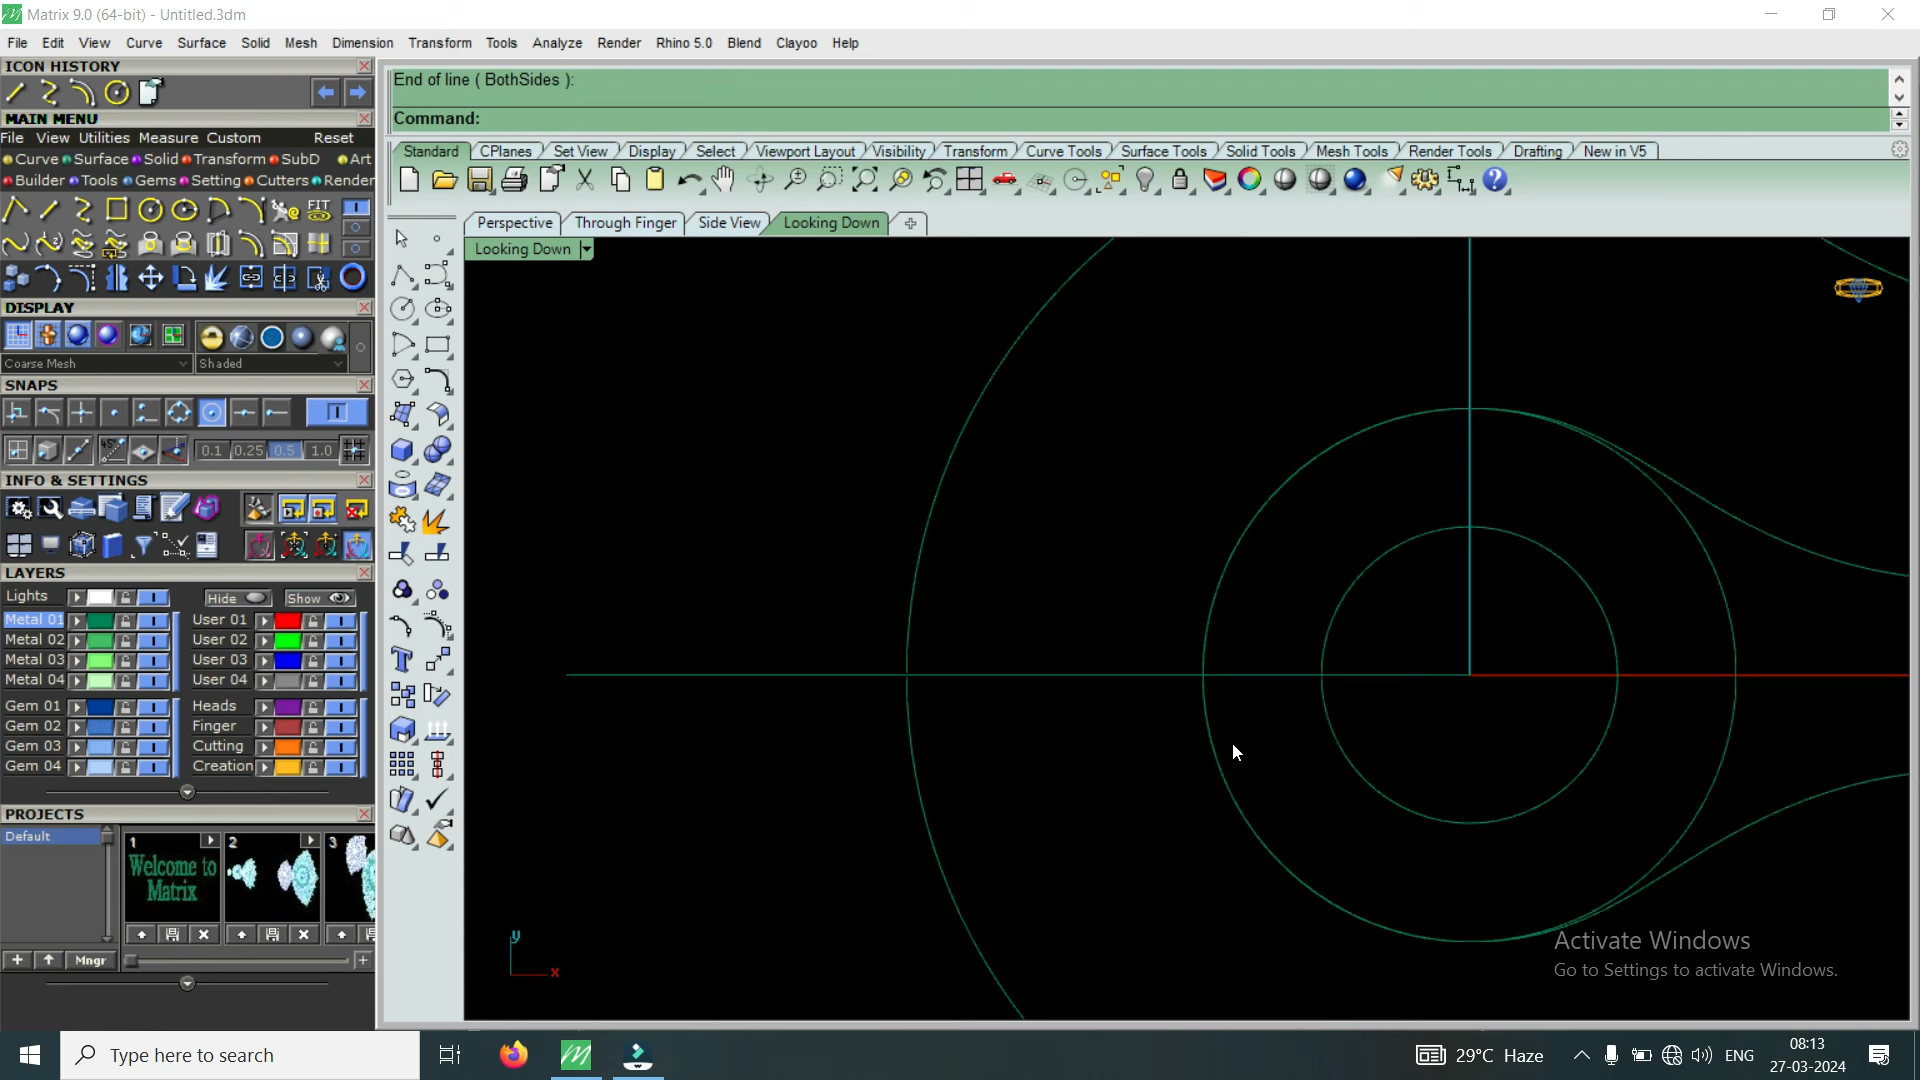 Matrix 9.0 (64-bit) - Untitled.3dm
File Edit View Curve Surface Solid Mesh Dimension Transform Tools Analyze Render Rhino 5.0 Blend Clayoo Help
ICON HISTORY
End of line ( BothSides ):
Command:
MAIN MENU
File View Utilities Measure Custom Reset
Curve Surface Solid Transform SubD Art
Builder Tools Gems Setting Cutters Render
Standard CPlanes Set View Display Select Viewport Layout Visibility Transform Curve Tools Surface Tools Solid Tools Mesh Tools Render Tools Drafting New in V5
FIT
Perspective Through Finger Side View Looking Down
Looking Down
DISPLAY
Coarse Mesh Shaded
SNAPS
0.1 0.25 0.5 1.0
INFO & SETTINGS
LAYERS
Lights Hide Show
Metal 01 User 01
Metal 02 User 02
Metal 03 User 03
Metal 04 User 04
Gem 01 Heads
Gem 02 Finger
Gem 03 Cutting
Gem 04 Creation
PROJECTS
Default
1 2 3
Welcome to
Matrix
Mngr
y
x
Activate Windows
Go to Settings to activate Windows.
Type here to search
29°C Haze
ENG
08:13
27-03-2024